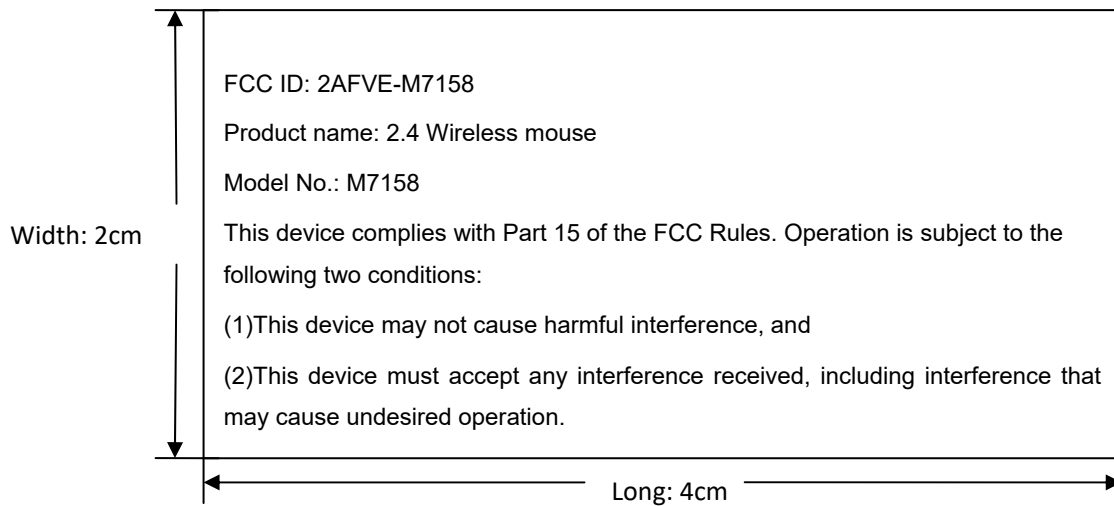 FCC ID: 2AFVE-M7158
Product name: 2.4 Wireless mouse
Model No.: M7158
Width: 2cm
This device complies with Part 15 of the FCC Rules. Operation is subject to the
following two conditions:
(1)This device may not cause harmful interference, and
(2)This device must accept any interference received, including interference that
may cause undesired operation.
Long: 4cm